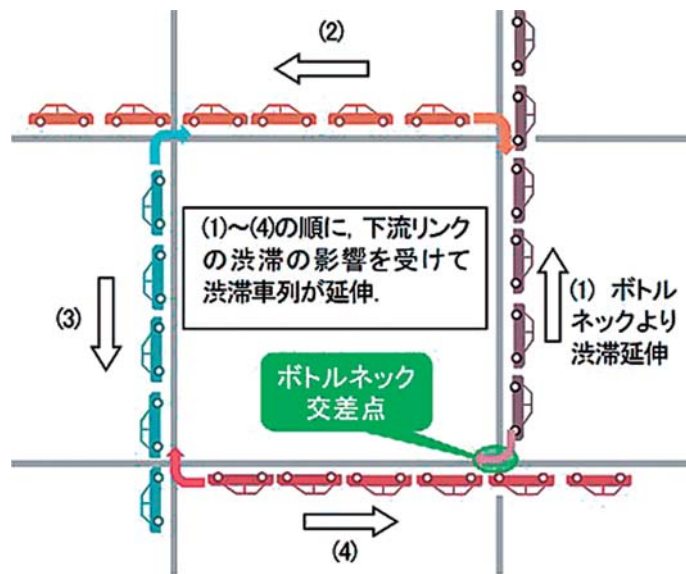 (2)
(1)～(4)の順に, 下流リンク
の渋滞の影響を受けて
渋滞車列が延伸.
(3)
(1) ボトル
ネックより
渋滞延伸
ボトルネック
交差点
(4)